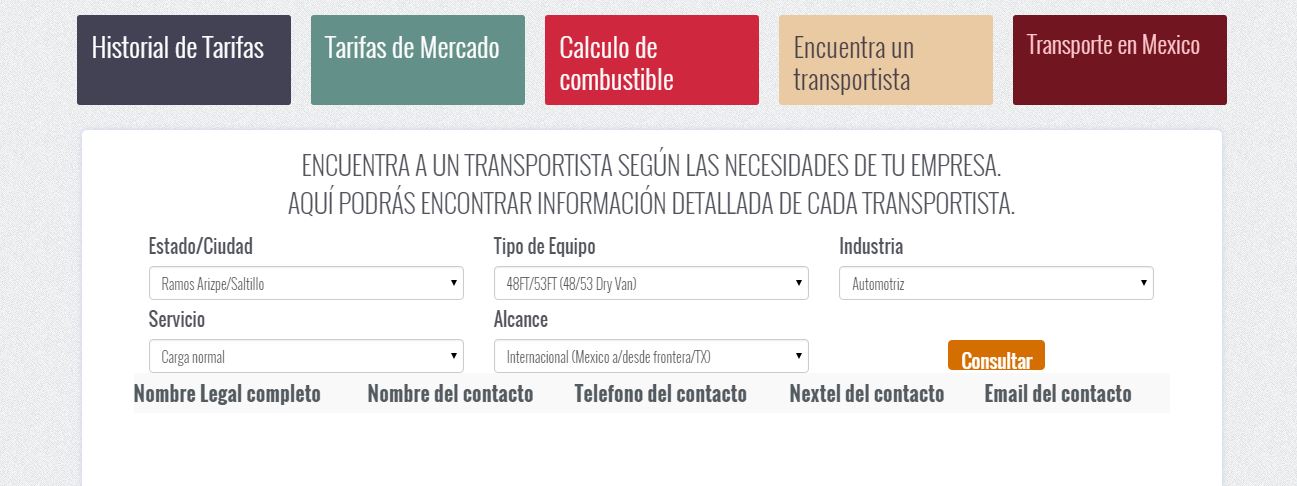 Historial de Tarifas
Tarifas de Mercado
Calculo de
combustible
Encuentra un
transportista
Transporte en Mexico
ENCUENTRA A UN TRANSPORTISTA SEGÚN LAS NECESIDADES DE TU EMPRESA.
AQUÍ PODRÁS ENCONTRAR INFORMACIÓN DETALLADA DE CADA TRANSPORTISTA.
Estado/Ciudad
Tipo de Equipo
Industria
Ramos Arizpe/Saltillo
48FT/53FT (48/53 Dry Van)
Automotriz
Servicio
Alcance
Carga normal
Internacional (Mexico a/desde frontera/TX)
Consultar
Nombre Legal completo
Nombre del contacto
Telefono del contacto
Nextel del contacto
Email del contacto